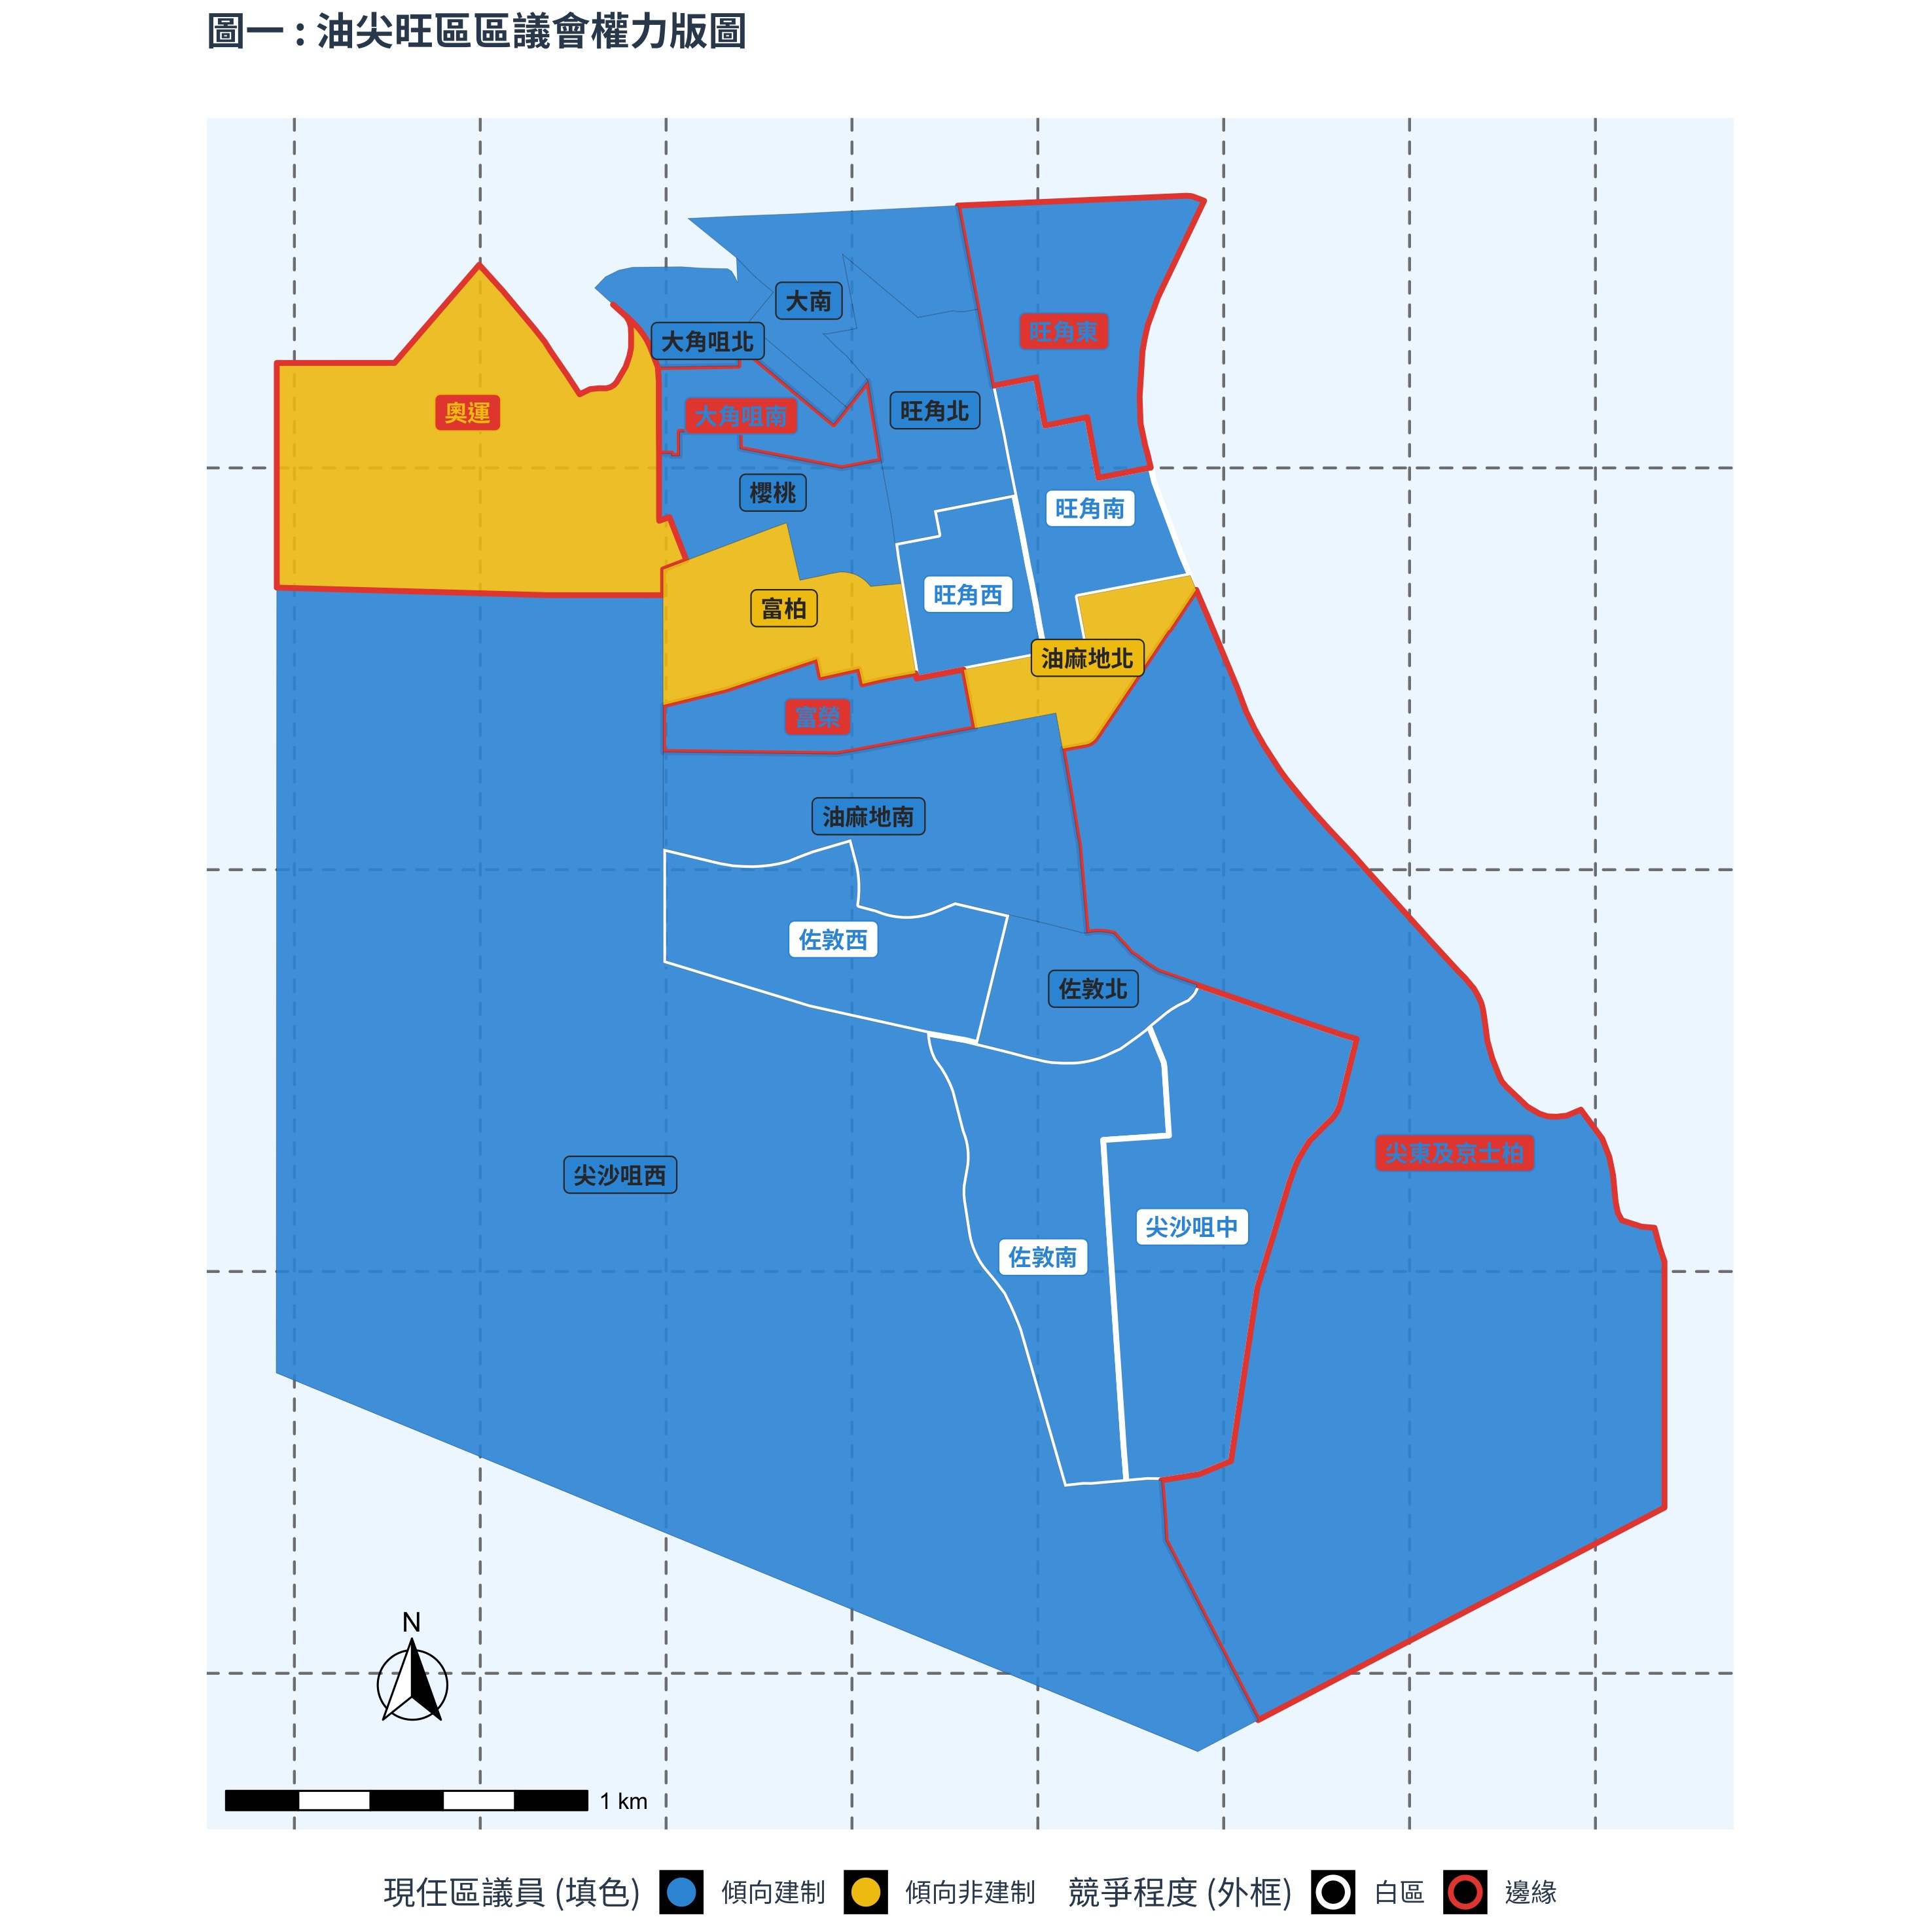 圖一 : 油尖旺區區議會權力版圖
大南
旺角東
大角咀北
奧運
大角咀南
旺角北
櫻桃
旺角南
旺角西
富柏
油麻地北
富榮
油麻地南
佐敦西
佐敦北
尖東及京士柏
尖沙咀西
尖沙咀中
佐敦南
N
1 km
現任區議員 (填色) 傾向建制 傾向非建制 競爭程度 (外框) 白區 邊緣